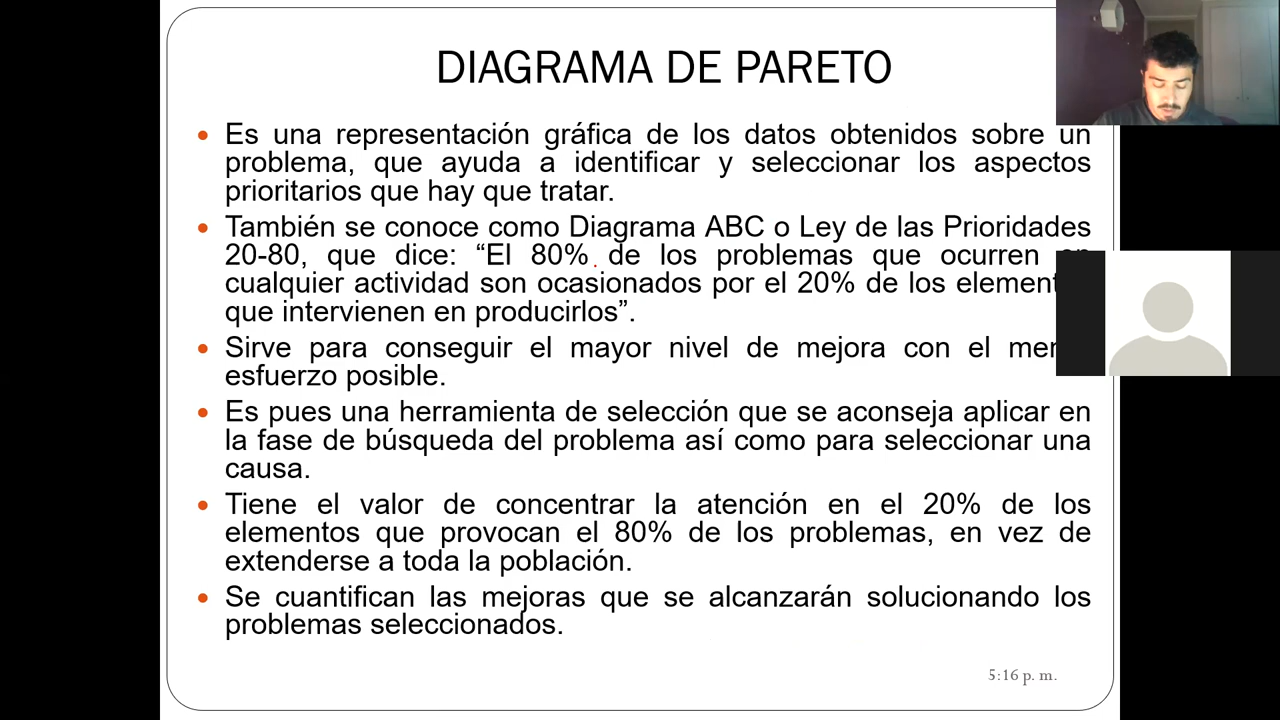 DIAGRAMA DE PARETO
Es una representación gráfica de los datos obtenidos sobre un
problema, que ayuda a identificar y seleccionar los aspectos
prioritarios que hay que tratar.
También se conoce como Diagrama ABC o Ley de las Prioridades
20-80, que dice: “El 80% de los problemas que ocurren
cualquier actividad son ocasionados por el 20% de los
que intervienen en producirlos”.
Sirve para conseguir el mayor nivel de mejora con el
esfuerzo posible.
Es pues una herramienta de selección que se aconseja aplicar en
la fase de búsqueda del problema así como para seleccionar una
causa.
Tiene el valor de concentrar la atención en el 20% de los
elementos que provocan el 80% de los problemas, en vez de
extenderse a toda la población.
Se cuantifican las mejoras que se alcanzarán solucionando los
problemas seleccionados.
5:16 p. m.